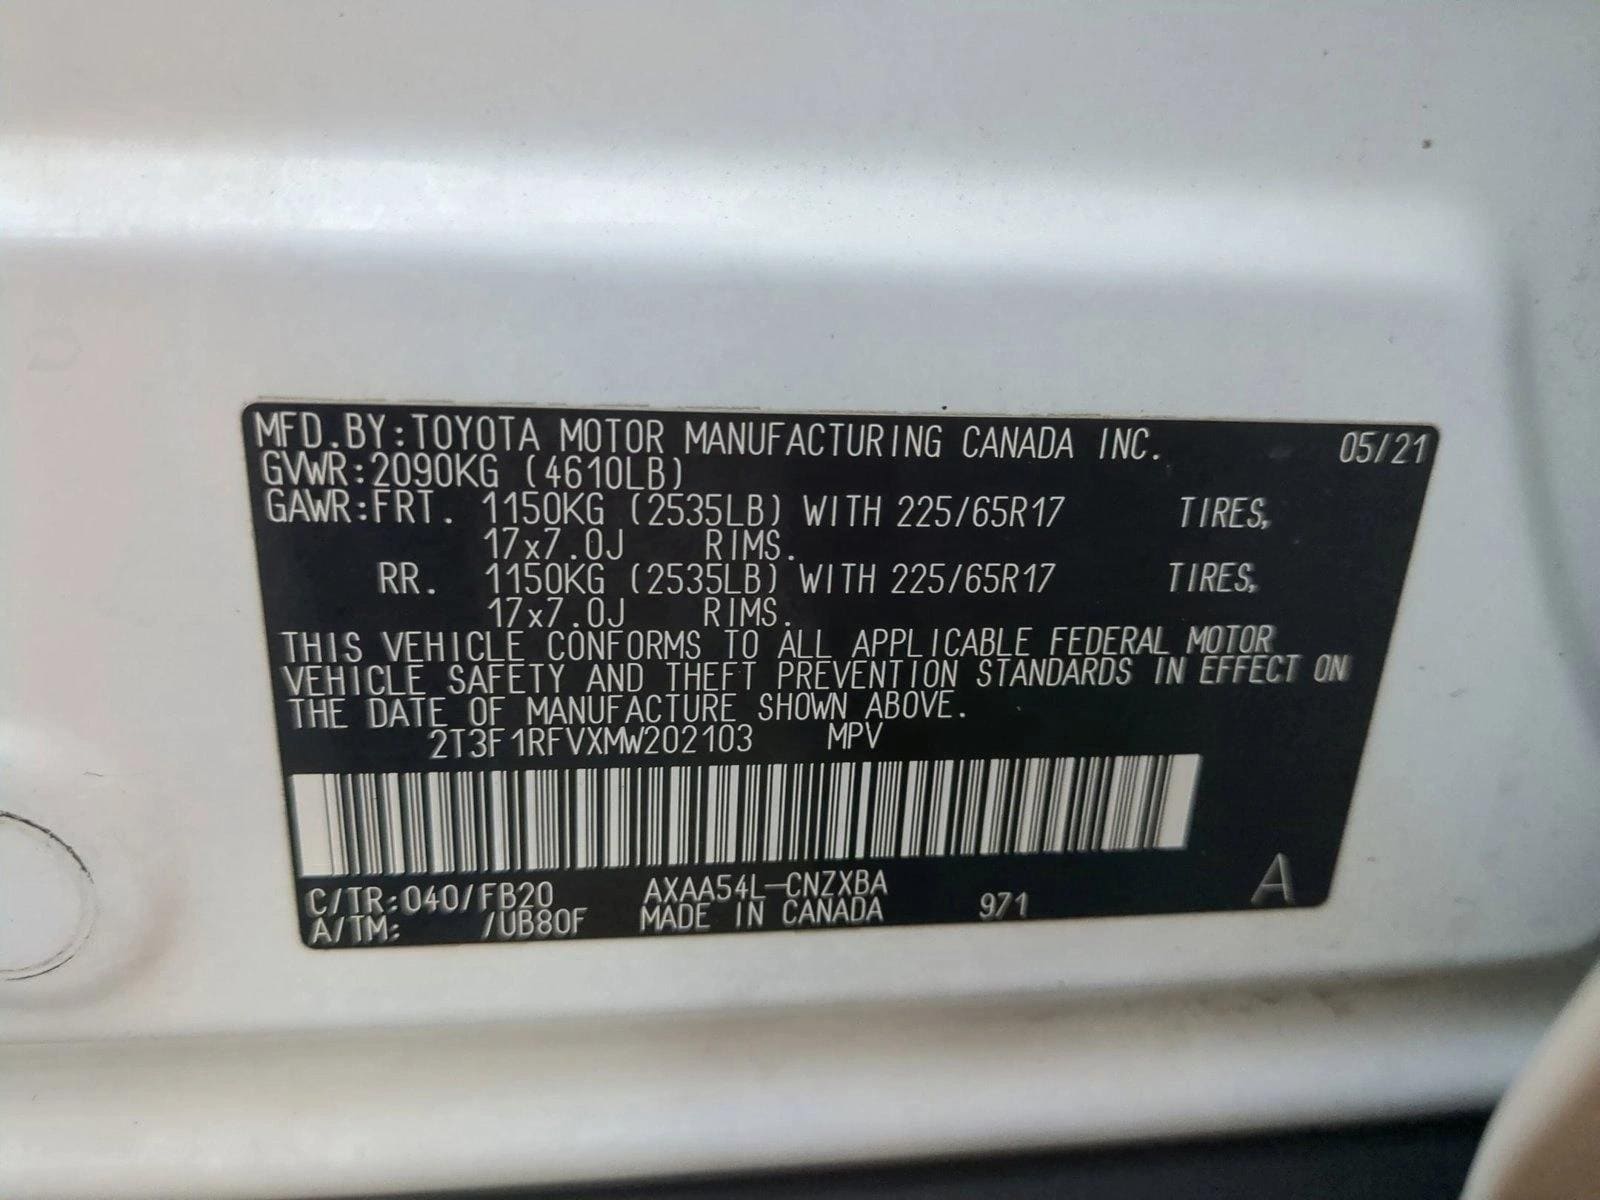 MFD.BY:TOYOTA MOTOR MANUFACTURING CANADA INC. 05/21
GVWR:2090KG (4610LB)
GAWR:FRT. 1150KG (2535LB) WITH 225/65R17 TIRES,
17x7.0J RIMS.
RR. 1150KG (2535LB) WITH 225/65R17 TIRES,
17x7.0J RIMS.
THIS VEHICLE CONFORMS TO ALL APPLICABLE FEDERAL MOTOR
VEHICLE SAFETY AND THEFT PREVENTION STANDARDS IN EFFECT ON
THE DATE OF MANUFACTURE SHOWN ABOVE.
2T3F1RFVXMW202103 MPV
C/TR:040/FB20 AXAA54L-CNZXBA
A/TM: /UB80F MADE IN CANADA 971 A